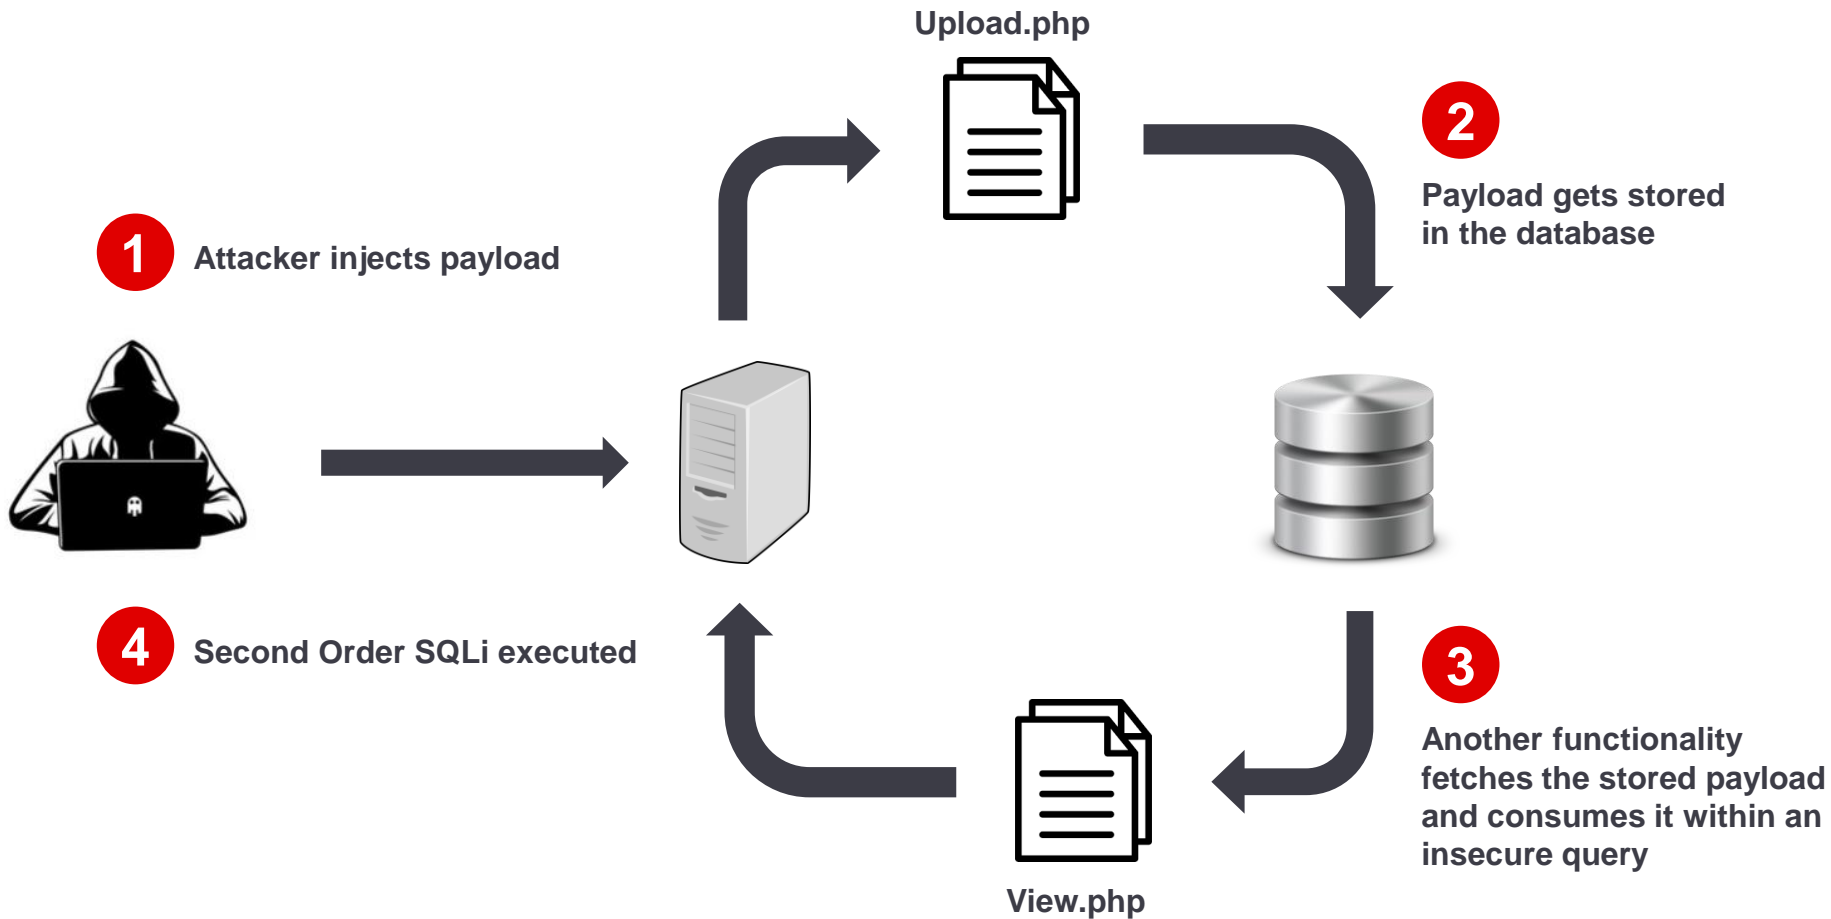 Upload.php
1
Attacker injects payload
2
Payload gets stored
in the database
3
Another functionality
fetches the stored payload
and consumes it within an
insecure query
View.php
4
Second Order SQLi executed